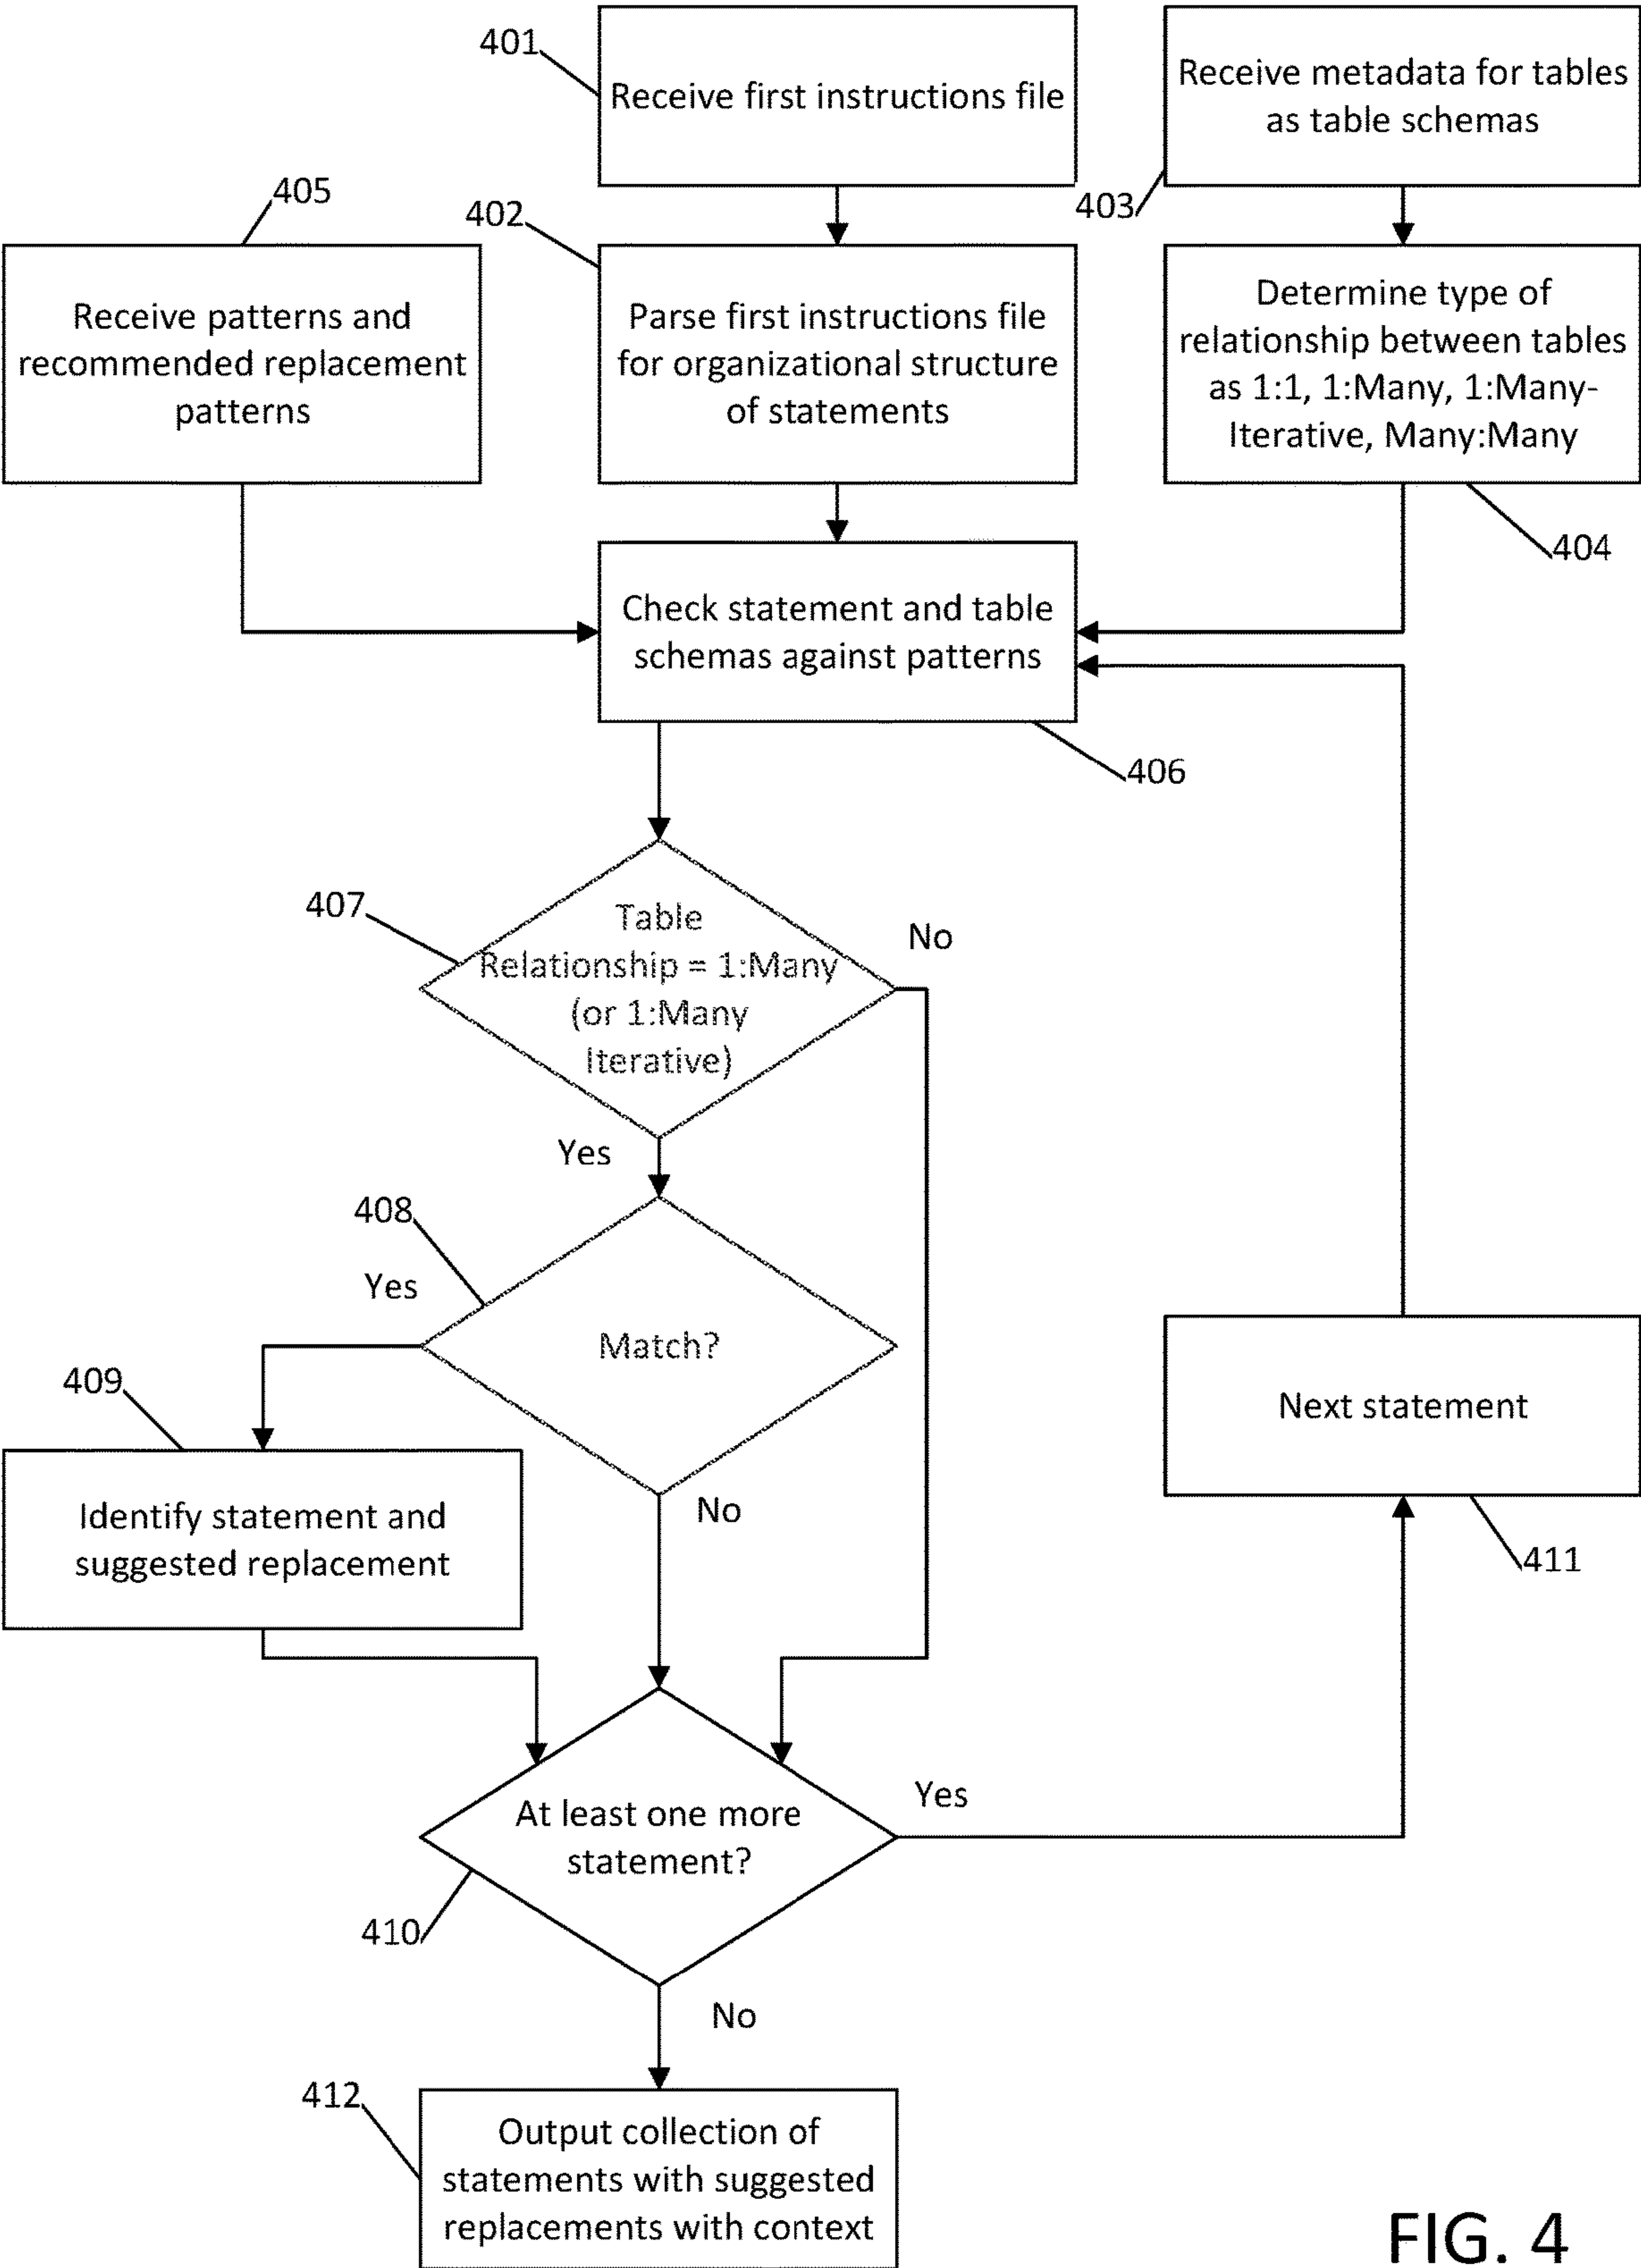 401
Receive first instructions file
Receive metadata for tables
as table schemas
403
405
402
Receive patterns and
recommended replacement
patterns
Parse first instructions file
for organizational structure
of statements
Determine type of
relationship between tables
as 1:1, 1:Many, 1:Many-
Iterative, Many:Many
404
Check statement and table
schemas against patterns
406
407
Table
Relationship = 1:Many
(or 1:Many
Iterative)
No
Yes
408
Yes
Match?
No
409
Identify statement and
suggested replacement
Next statement
411
At least one more
statement?
Yes
410
No
412
Output collection of
statements with suggested
replacements with context
FIG. 4